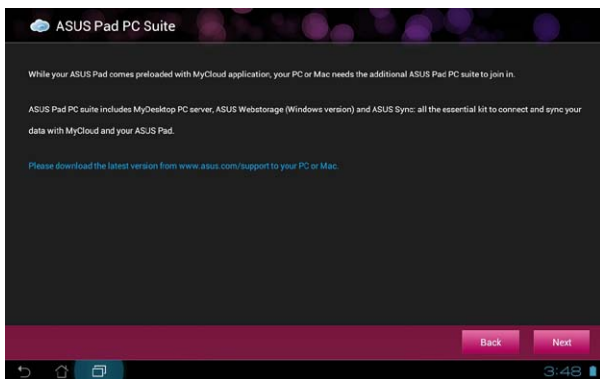 ASUS Pad PC Suite
While your ASUS Pad comes preloaded with MyCloud application, your PC or Mac needs the additional ASUS Pad PC suite to join in.
ASUS Pad PC suite includes MyDesktop PC server, ASUS Webstorage (Windows version) and ASUS Sync: all the essential kit to connect and sync your
data with MyCloud and your ASUS Pad.
Please download the latest version from www.asus.com/support to your PC or Mac.
Back Next
3:48